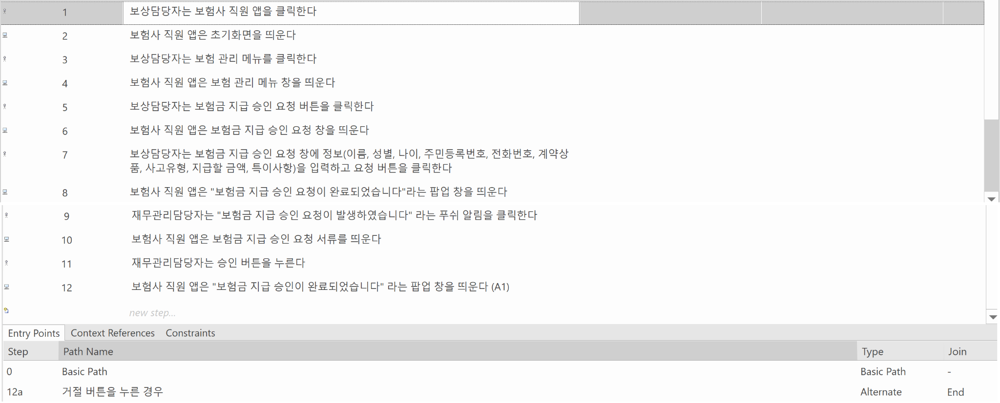 1 보상담당자는 보험사 직원 앱을 클릭한다
2 보험사 직원 앱은 초기화면을 띄운다
3 보상담당자는 보험 관리 메뉴를 클릭한다
4 보험사 직원 앱은 보험 관리 메뉴 창을 띄운다
5 보상담당자는 보험금 지급 승인 요청 버튼을 클릭한다
6 보험사 직원 앱은 보험금 지급 승인 요청 창을 띄운다
7 보상담당자는 보험금 지급 승인 요청 창에 정보(이름, 성별, 나이, 주민등록번호, 전화번호, 계약상
품, 사고유형, 지급할 금액, 특이사항)을 입력하고 요청 버튼을 클릭한다
8 보험사 직원 앱은 "보험금 지급 승인 요청이 완료되었습니다"라는 팝업 창을 띄운다
9 재무관리담당자는 "보험금 지급 승인 요청이 발생하였습니다" 라는 푸쉬 알림을 클릭한다
10 보험사 직원 앱은 보험금 지급 승인 요청 서류를 띄운다
11 재무관리담당자는 승인 버튼을 누른다
12 보험사 직원 앱은 "보험금 지급 승인이 완료되었습니다" 라는 팝업 창을 띄운다 (A1)
new step...
Entry Points Context References Constraints
Step Path Name Type Join
0 Basic Path Basic Path -
12a 거절 버튼을 누른 경우 Alternate End